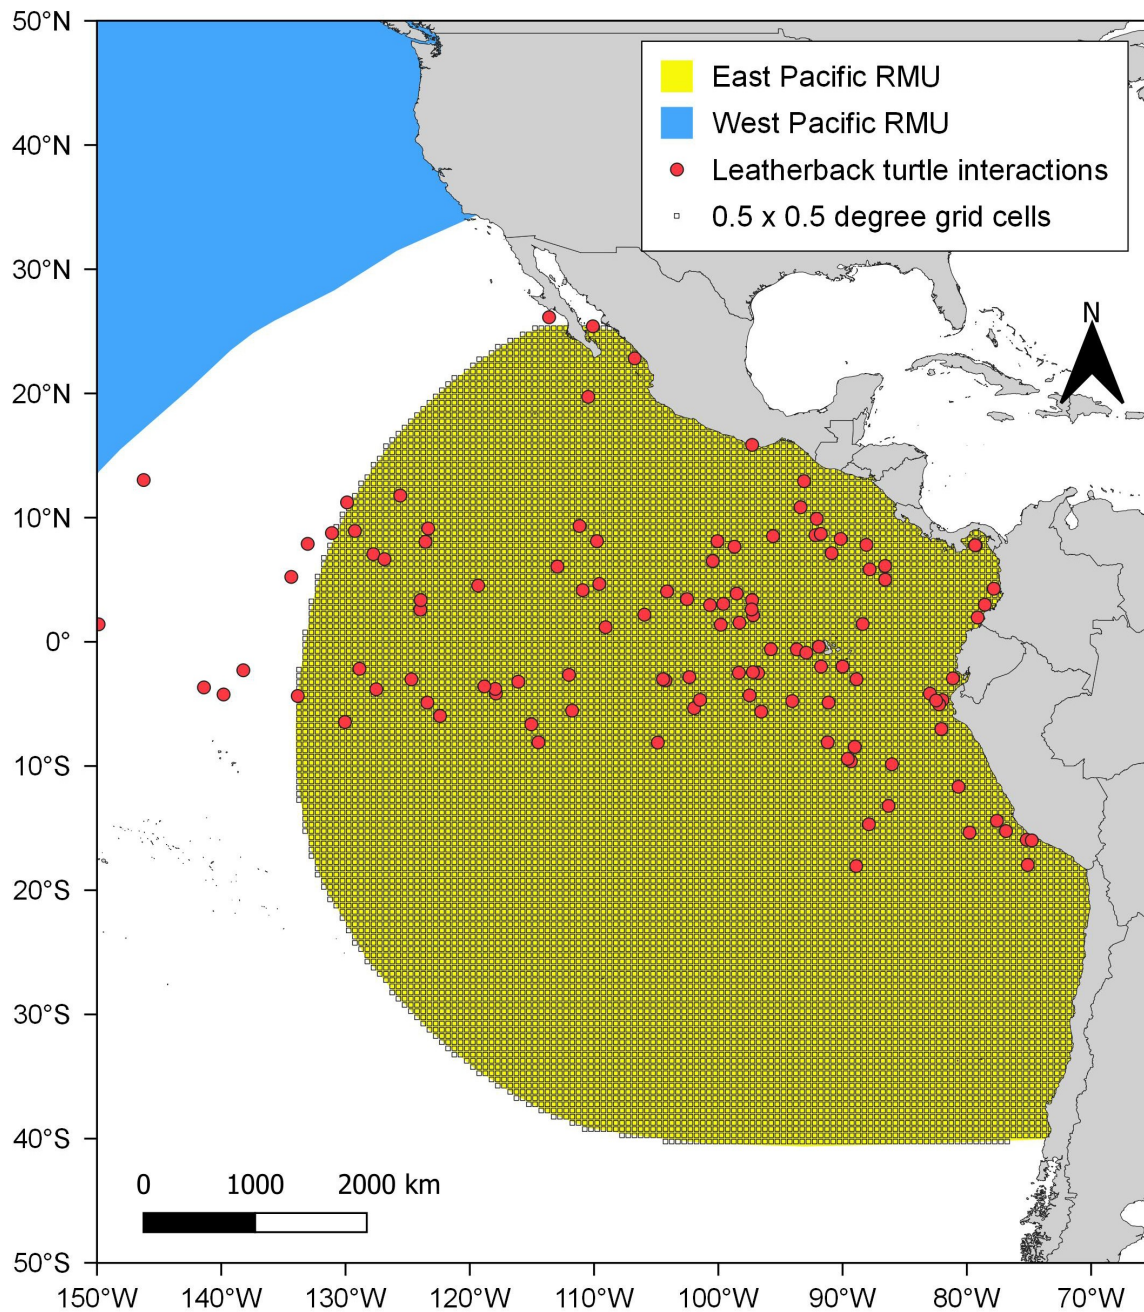 50°N
40°N
30°N
20°N
10°N
0°
10°S
20°S
30°S
40°S
50°S
East Pacific RMU
West Pacific RMU
Leatherback turtle interactions
0.5 x 0.5 degree grid cells
N
0 1000 2000 km
150°W 140°W 130°W 120°W 110°W 100°W 90°W 80°W 70°W